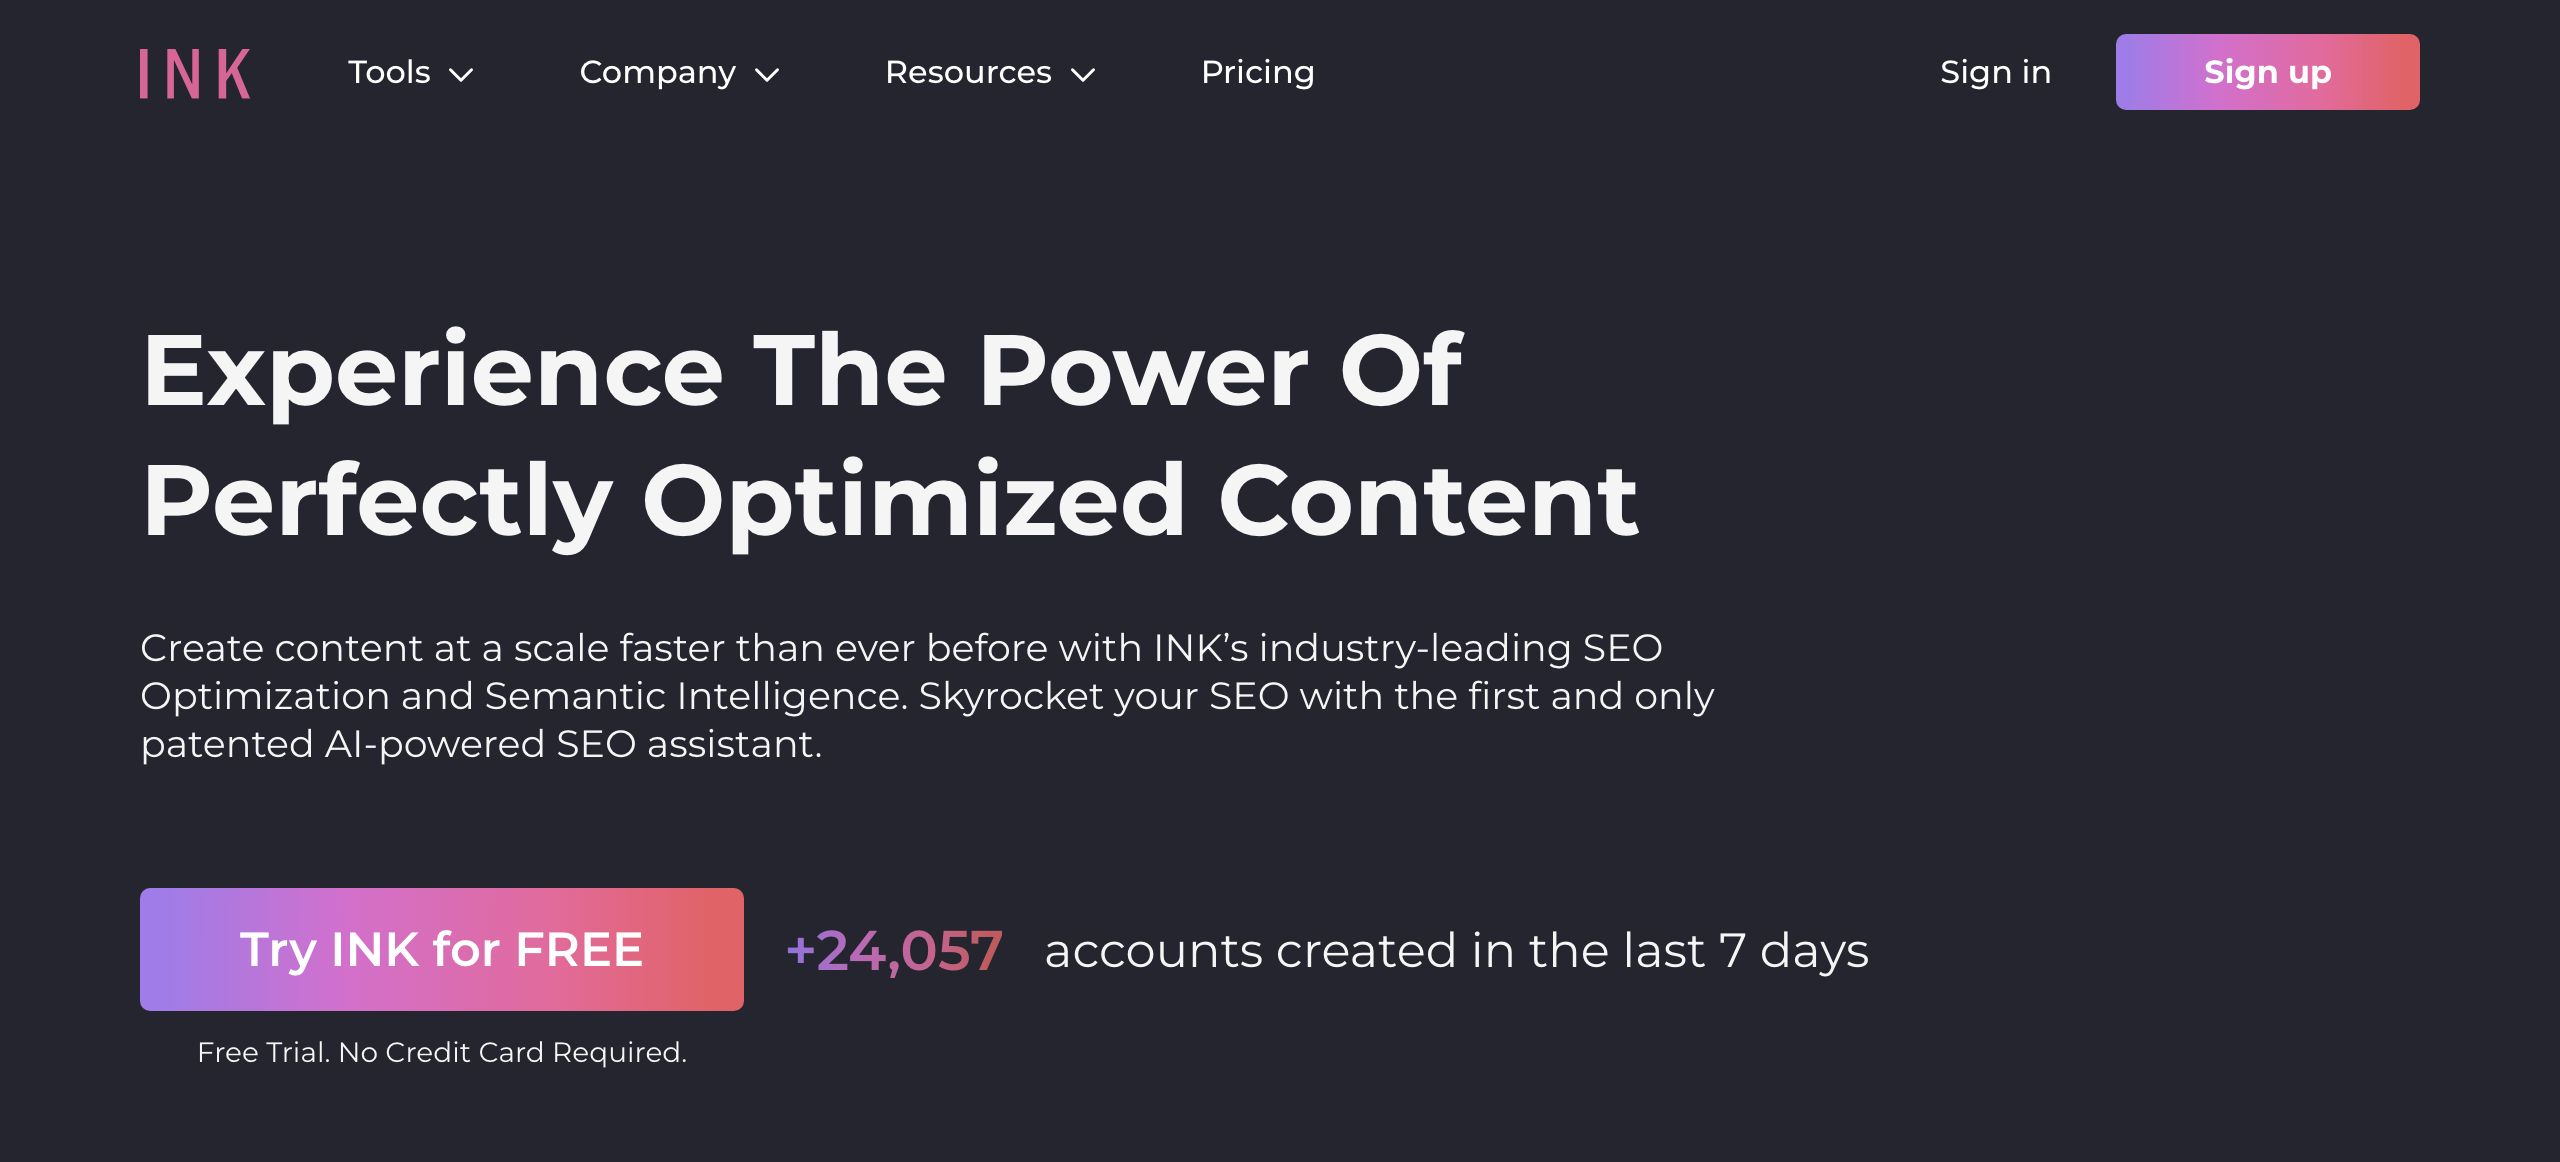 INK
Tools
Company
Resources
Pricing
Sign in
Sign up
Experience The Power Of
Perfectly Optimized Content
Create content at a scale faster than ever before with INK’s industry-leading SEO
Optimization and Semantic Intelligence. Skyrocket your SEO with the first and only
patented AI-powered SEO assistant.
Try INK for FREE
+24,057 accounts created in the last 7 days
Free Trial. No Credit Card Required.